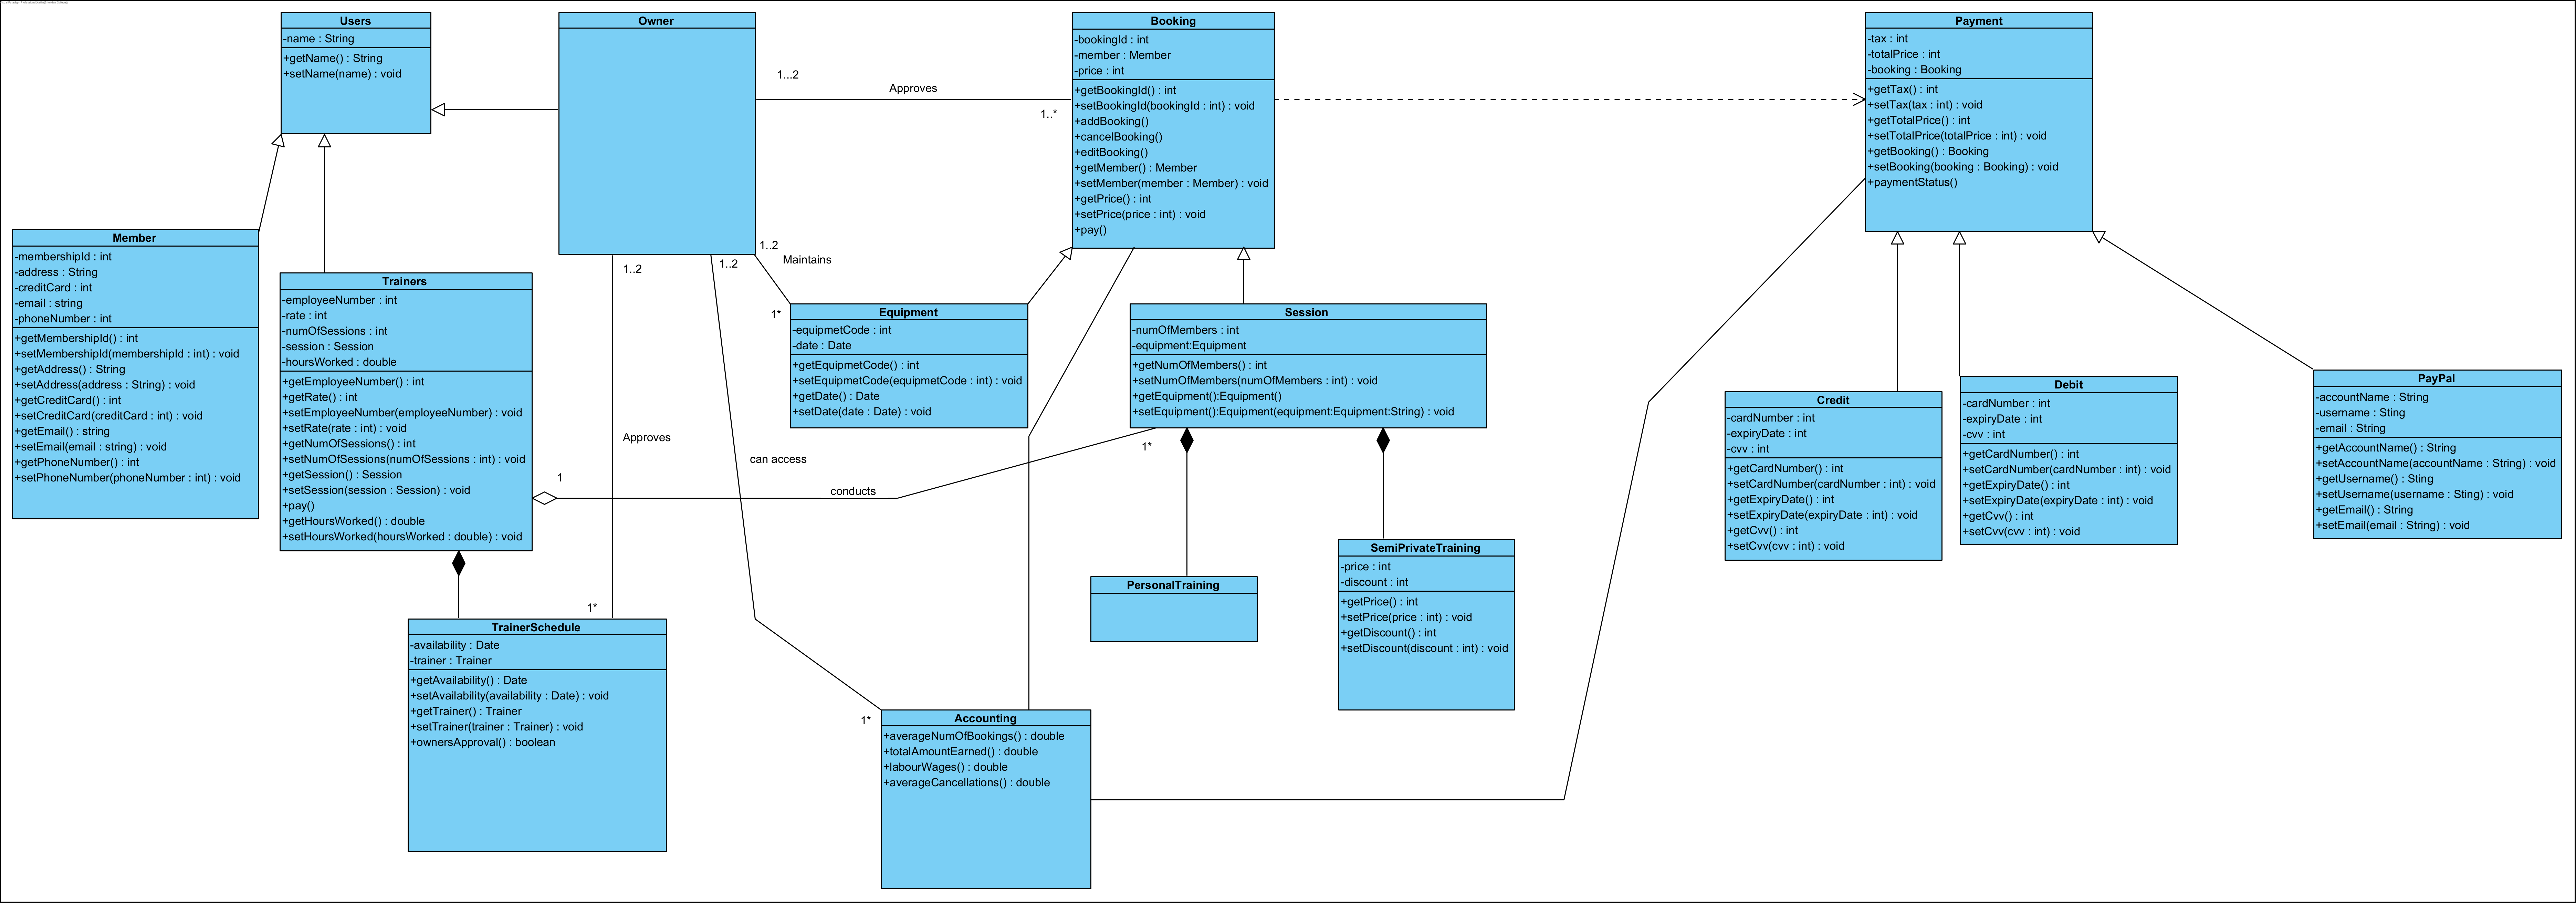 Users
-name : String
+getName() : String
+setName(name) : void
Owner
Booking
-bookingId : int
-member : Member
-price : int
+getBookingId() : int
+setBookingId(bookingId : int) : void
+addBooking()
+cancelBooking()
+editBooking()
+getMember() : Member
+setMember(member : Member) : void
+getPrice() : int
+setPrice(price : int) : void
+pay()
Payment
-tax : int
-totalPrice : int
-booking : Booking
+getTax() : int
+setTax(tax : int) : void
+getTotalPrice() : int
+setTotalPrice(totalPrice : int) : void
+getBooking() : Booking
+setBooking(booking : Booking) : void
+paymentStatus()
1...2
Approves
1..*
Member
-membershipId : int
-address : String
-creditCard : int
-email : string
-phoneNumber : int
+getMembershipId() : int
+setMembershipId(membershipId : int) : void
+getAddress() : String
+setAddress(address : String) : void
+getCreditCard() : int
+setCreditCard(creditCard : int) : void
+getEmail() : string
+setEmail(email : string) : void
+getPhoneNumber() : int
+setPhoneNumber(phoneNumber : int) : void
Trainers
-employeeNumber : int
-rate : int
-numOfSessions : int
-session : Session
-hoursWorked : double
+getEmployeeNumber() : int
+getRate() : int
+setEmployeeNumber(employeeNumber) : void
+setRate(rate : int) : void
+getNumOfSessions() : int
+setNumOfSessions(numOfSessions : int) : void
+getSession() : Session
+setSession(session : Session) : void
+pay()
+getHoursWorked() : double
+setHoursWorked(hoursWorked : double) : void
1..2
1..2
1..2
Maintains
1*
Equipment
-equipmetCode : int
-date : Date
+getEquipmetCode() : int
+setEquipmetCode(equipmetCode : int) : void
+getDate() : Date
+setDate(date : Date) : void
Session
-numOfMembers : int
-equipment:Equipment
+getNumOfMembers() : int
+setNumOfMembers(numOfMembers : int) : void
+getEquipment():Equipment()
+setEquipment():Equipment(equipment:Equipment:String) : void
Approves
can access
1
conducts
1*
Credit
-cardNumber : int
-expiryDate : int
-cvv : int
+getCardNumber() : int
+setCardNumber(cardNumber : int) : void
+getExpiryDate() : int
+setExpiryDate(expiryDate : int) : void
+getCvv() : int
+setCvv(cvv : int) : void
Debit
-cardNumber : int
-expiryDate : int
-cvv : int
+getCardNumber() : int
+setCardNumber(cardNumber : int) : void
+getExpiryDate() : int
+setExpiryDate(expiryDate : int) : void
+getCvv() : int
+setCvv(cvv : int) : void
PayPal
-accountName : String
-username : Sting
-email : String
+getAccountName() : String
+setAccountName(accountName : String) : void
+getUsername() : Sting
+setUsername(username : Sting) : void
+getEmail() : String
+setEmail(email : String) : void
1*
TrainerSchedule
-availability : Date
-trainer : Trainer
+getAvailability() : Date
+setAvailability(availability : Date) : void
+getTrainer() : Trainer
+setTrainer(trainer : Trainer) : void
+ownersApproval() : boolean
PersonalTraining
SemiPrivateTraining
-price : int
-discount : int
+getPrice() : int
+setPrice(price : int) : void
+getDiscount() : int
+setDiscount(discount : int) : void
1*
Accounting
+averageNumOfBookings() : double
+totalAmountEarned() : double
+labourWages() : double
+averageCancellations() : double